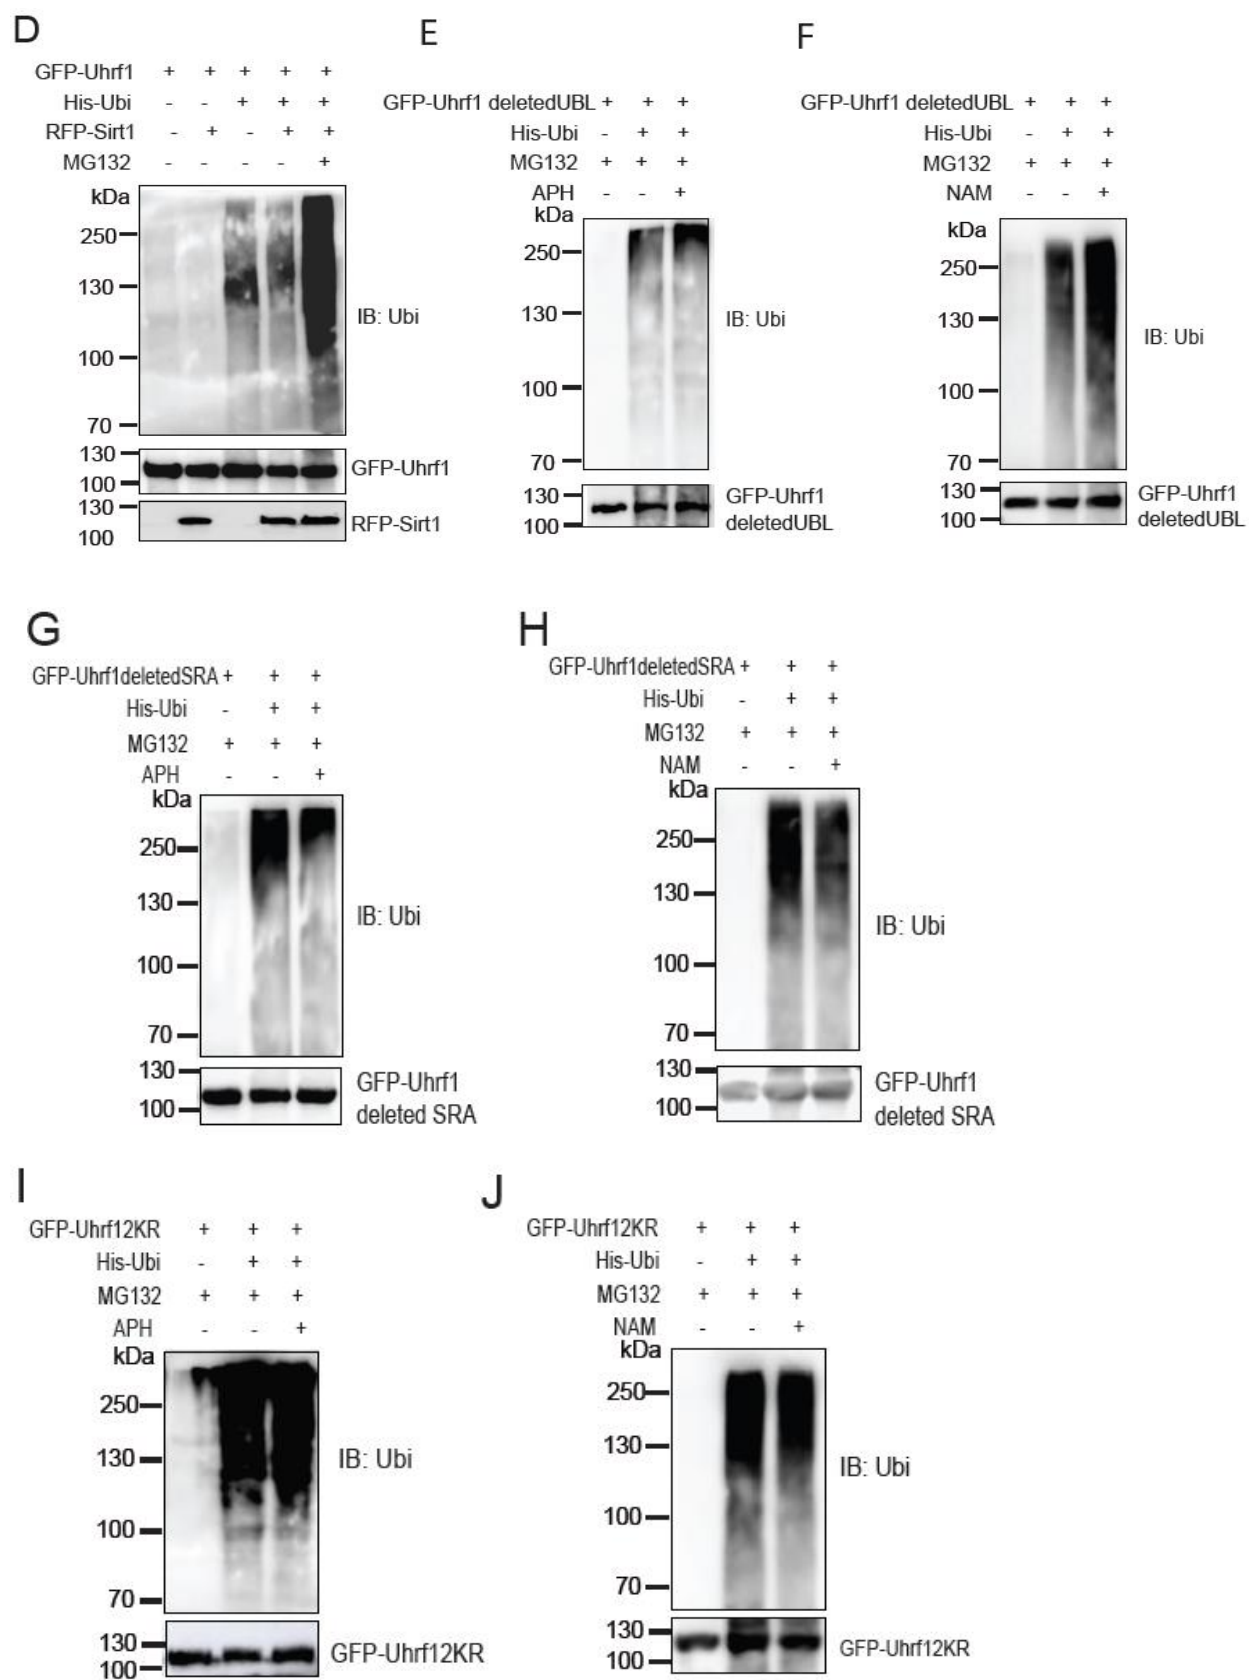 D
GFP-Uhrf1 + + + + +
His-Ubi - - + + +
RFP-Sirt1 - + - + +
MG132 - - - - +
kDa
250
130
100
70
IB: Ubi
130
100
GFP-Uhrf1
130
100
RFP-Sirt1
E
GFP-Uhrf1 deletedUBL + + +
His-Ubi - + +
MG132 + + +
APH - - +
kDa
250
130
100
70
IB: Ubi
130
100
GFP-Uhrf1
deletedUBL
F
GFP-Uhrf1 deletedUBL + + +
His-Ubi - + +
MG132 + + +
NAM - - +
kDa
250
130
100
70
IB: Ubi
130
100
GFP-Uhrf1
deletedUBL
G
GFP-Uhrf1deletedSRA + + +
His-Ubi - + +
MG132 + + +
APH - - +
kDa
250
130
100
70
IB: Ubi
130
100
GFP-Uhrf1
deleted SRA
H
GFP-Uhrf1deletedSRA + + +
His-Ubi - + +
MG132 + + +
NAM - - +
kDa
250
130
100
70
IB: Ubi
130
100
GFP-Uhrf1
deleted SRA
I
GFP-Uhrf12KR + + +
His-Ubi - + +
MG132 + + +
APH - - +
kDa
250
130
100
70
IB: Ubi
130
100
GFP-Uhrf12KR
J
GFP-Uhrf12KR + + +
His-Ubi - + +
MG132 + + +
NAM - - +
kDa
250
130
100
70
IB: Ubi
130
100
GFP-Uhrf12KR